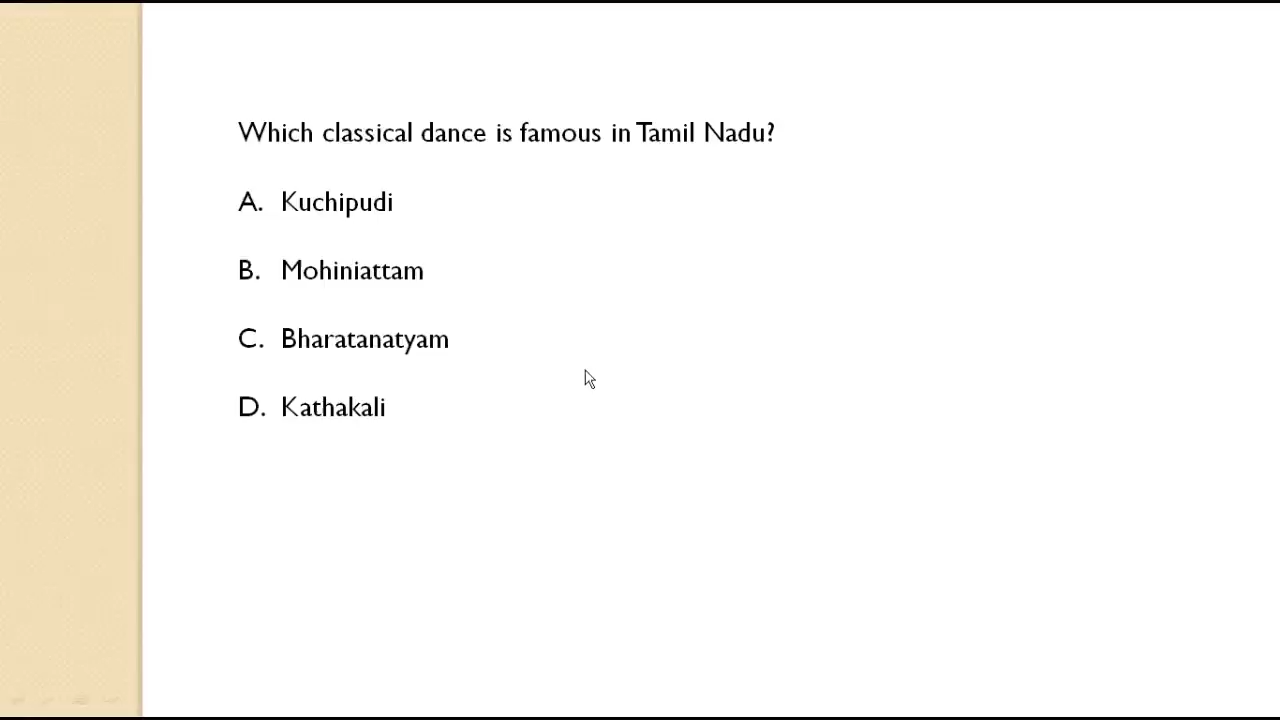 Which classical dance is famous in Tamil Nadu?
A. Kuchipudi
B. Mohiniattam
C. Bharatanatyam
D. Kathakali